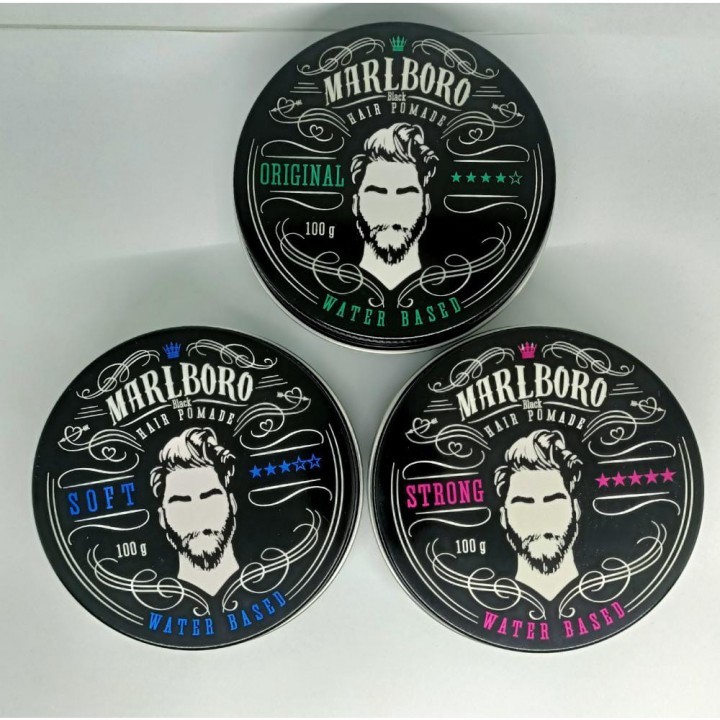 MARLBORO
Black
HAIR POMADE
ORIGINAL ★★★★☆
100 g
WATER BASED
MARLBORO
Black
HAIR POMADE
SOFT ★★★☆☆
100 g
WATER BASED
MARLBORO
Black
HAIR POMADE
STRONG ★★★★★
100 g
WATER BASED